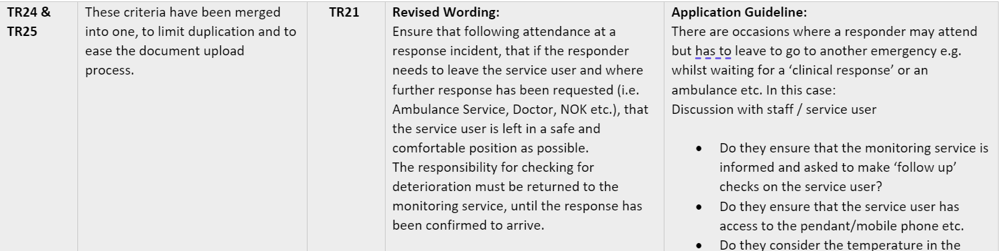 TR24 &
TR25
These criteria have been merged
into one, to limit duplication and to
ease the document upload
process.
TR21
Revised Wording:
Ensure that following attendance at a
response incident, that if the responder
needs to leave the service user and where
further response has been requested (i.e.
Ambulance Service, Doctor, NOK etc.), that
the service user is left in a safe and
comfortable position as possible.
The responsibility for checking for
deterioration must be returned to the
monitoring service, until the response has
been confirmed to arrive.
Application Guideline:
There are occasions where a responder may attend
but has to leave to go to another emergency e.g.
whilst waiting for a ‘clinical response’ or an
ambulance etc. In this case:
Discussion with staff / service user
• Do they ensure that the monitoring service is
informed and asked to make ‘follow up’
checks on the service user?
• Do they ensure that the service user has
access to the pendant/mobile phone etc.
• Do they consider the temperature in the